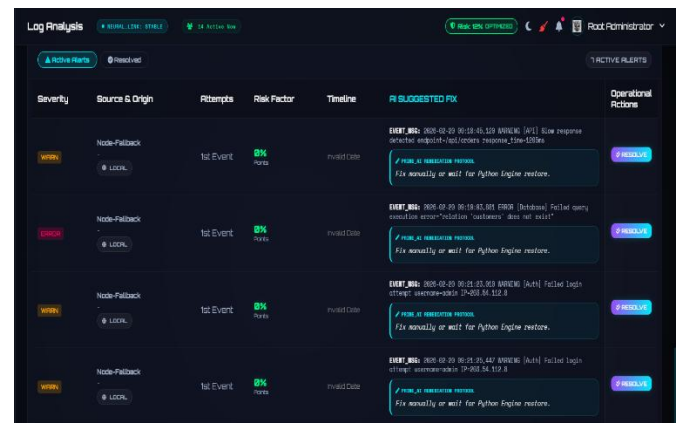 Log Analysis
NEURAL LINK: STABLE
14 Active Now
Risk: 12% OPTIMIZED
Root Administrator
Active Alerts
Resolved
7 ACTIVE ALERTS
Severity
Source & Origin
Attempts
Risk Factor
Timeline
AI SUGGESTED FIX
Operational
Actions
WARN
Node-Fallback
-
LOCAL
1st Event
0%
Points
Invalid Date
EVENT_MSG: 2026-02-20 09:18:45,120 WARNING [API] Slow response
detected endpoint=/api/orders response_time=1200ms
PRIME_AI REMEDIATION PROTOCOL
Fix manually or wait for Python Engine restore.
RESOLVE
ERROR
Node-Fallback
-
LOCAL
1st Event
0%
Points
Invalid Date
EVENT_MSG: 2026-02-20 09:19:03,881 ERROR [Database] Failed query
execution error="relation 'customers' does not exist"
PRIME_AI REMEDIATION PROTOCOL
Fix manually or wait for Python Engine restore.
RESOLVE
WARN
Node-Fallback
-
LOCAL
1st Event
0%
Points
Invalid Date
EVENT_MSG: 2026-02-20 09:21:23,019 WARNING [Auth] Failed login
attempt username=admin IP=203.54.112.8
PRIME_AI REMEDIATION PROTOCOL
Fix manually or wait for Python Engine restore.
RESOLVE
WARN
Node-Fallback
-
LOCAL
1st Event
0%
Points
Invalid Date
EVENT_MSG: 2026-02-20 09:21:25,447 WARNING [Auth] Failed login
attempt username=admin IP=203.54.112.8
PRIME_AI REMEDIATION PROTOCOL
Fix manually or wait for Python Engine restore.
RESOLVE